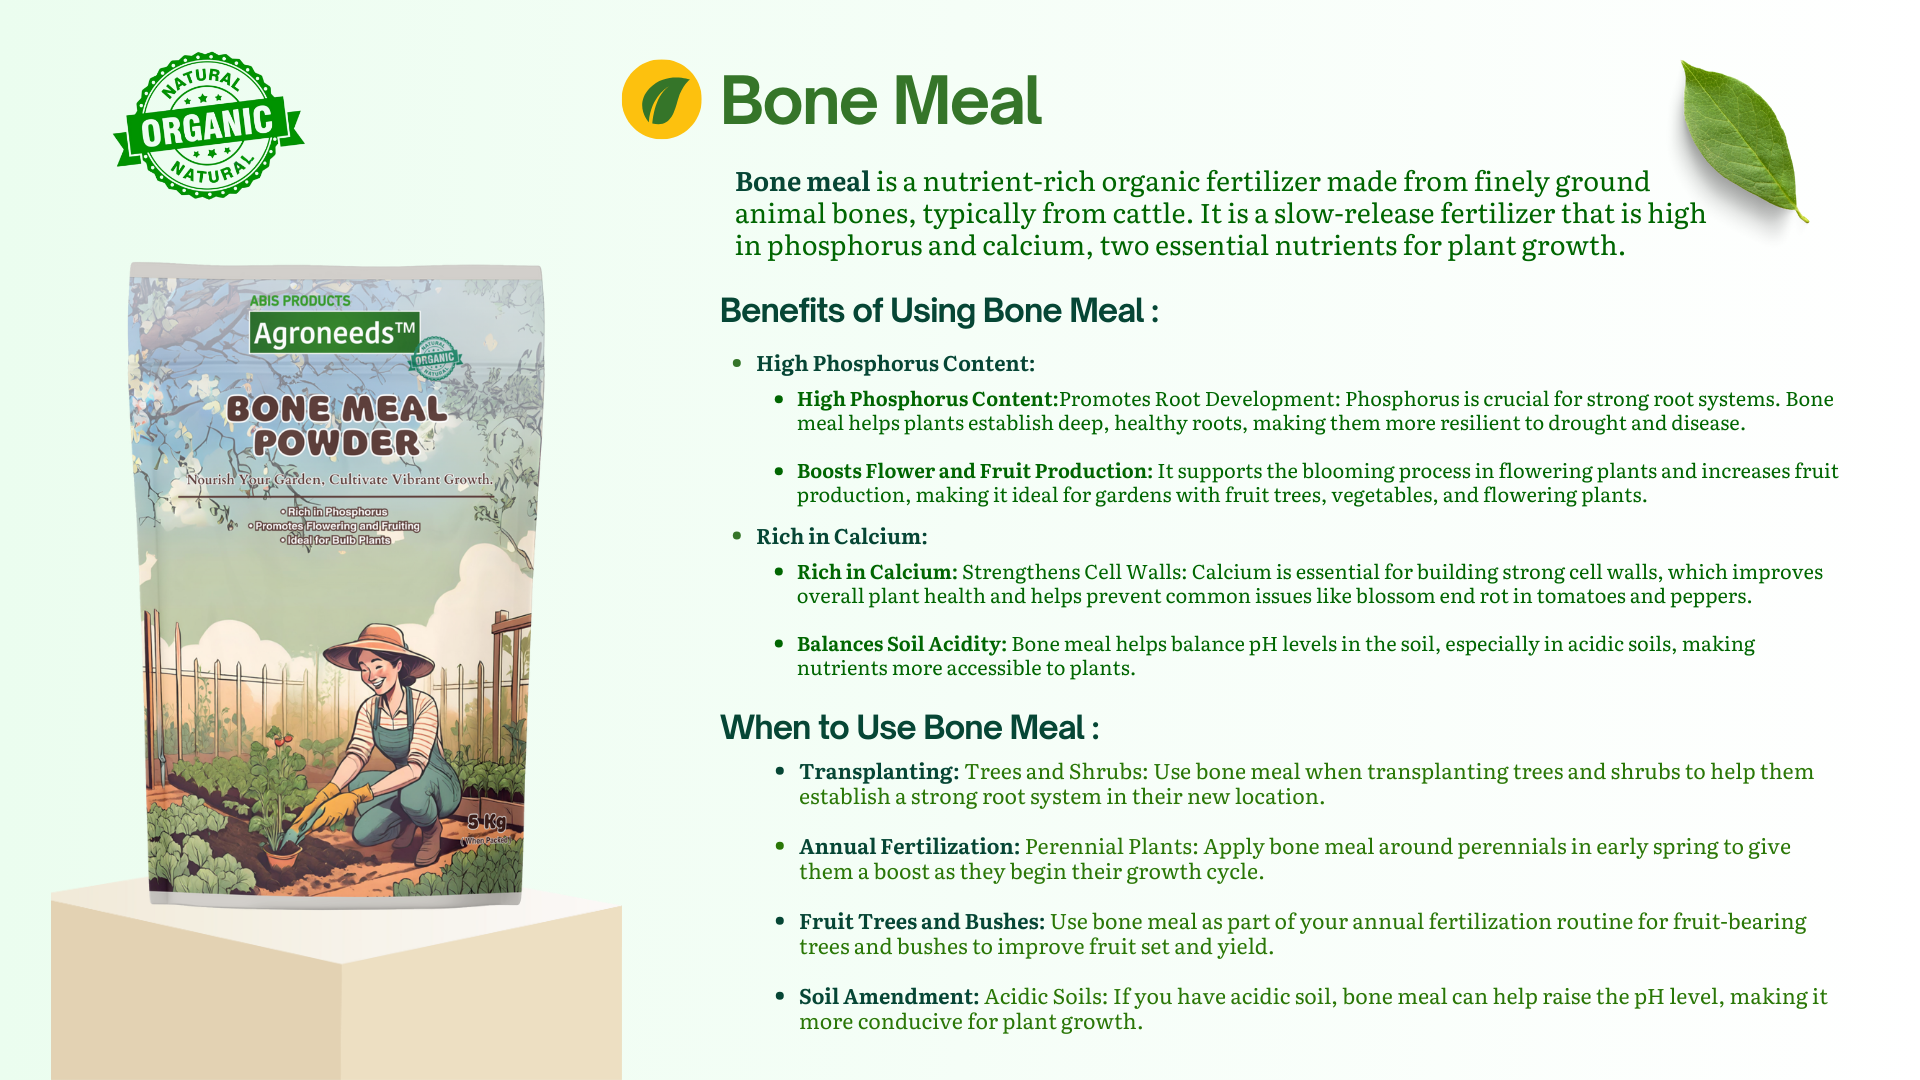 NATURAL
ORGANIC
NATURAL
ABIS PRODUCTS
Agroneeds™
NATURAL
ORGANIC
NATURAL
BONE MEAL
POWDER
Nourish Your Garden, Cultivate Vibrant Growth.
• Rich in Phosphorus
• Promotes Flowering and Fruiting
• Ideal for Bulb Plants
5 Kg
Bone Meal
Bone meal is a nutrient-rich organic fertilizer made from finely ground
animal bones, typically from cattle. It is a slow-release fertilizer that is high
in phosphorus and calcium, two essential nutrients for plant growth.
Benefits of Using Bone Meal :
• High Phosphorus Content:
• High Phosphorus Content:Promotes Root Development: Phosphorus is crucial for strong root systems. Bone
meal helps plants establish deep, healthy roots, making them more resilient to drought and disease.
• Boosts Flower and Fruit Production: It supports the blooming process in flowering plants and increases fruit
production, making it ideal for gardens with fruit trees, vegetables, and flowering plants.
• Rich in Calcium:
• Rich in Calcium: Strengthens Cell Walls: Calcium is essential for building strong cell walls, which improves
overall plant health and helps prevent common issues like blossom end rot in tomatoes and peppers.
• Balances Soil Acidity: Bone meal helps balance pH levels in the soil, especially in acidic soils, making
nutrients more accessible to plants.
When to Use Bone Meal :
• Transplanting: Trees and Shrubs: Use bone meal when transplanting trees and shrubs to help them
establish a strong root system in their new location.
• Annual Fertilization: Perennial Plants: Apply bone meal around perennials in early spring to give
them a boost as they begin their growth cycle.
• Fruit Trees and Bushes: Use bone meal as part of your annual fertilization routine for fruit-bearing
trees and bushes to improve fruit set and yield.
• Soil Amendment: Acidic Soils: If you have acidic soil, bone meal can help raise the pH level, making it
more conducive for plant growth.